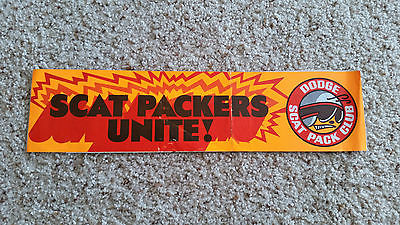 SCAT PACKERS
UNITE!
DODGE
SCAT PACK CLUB